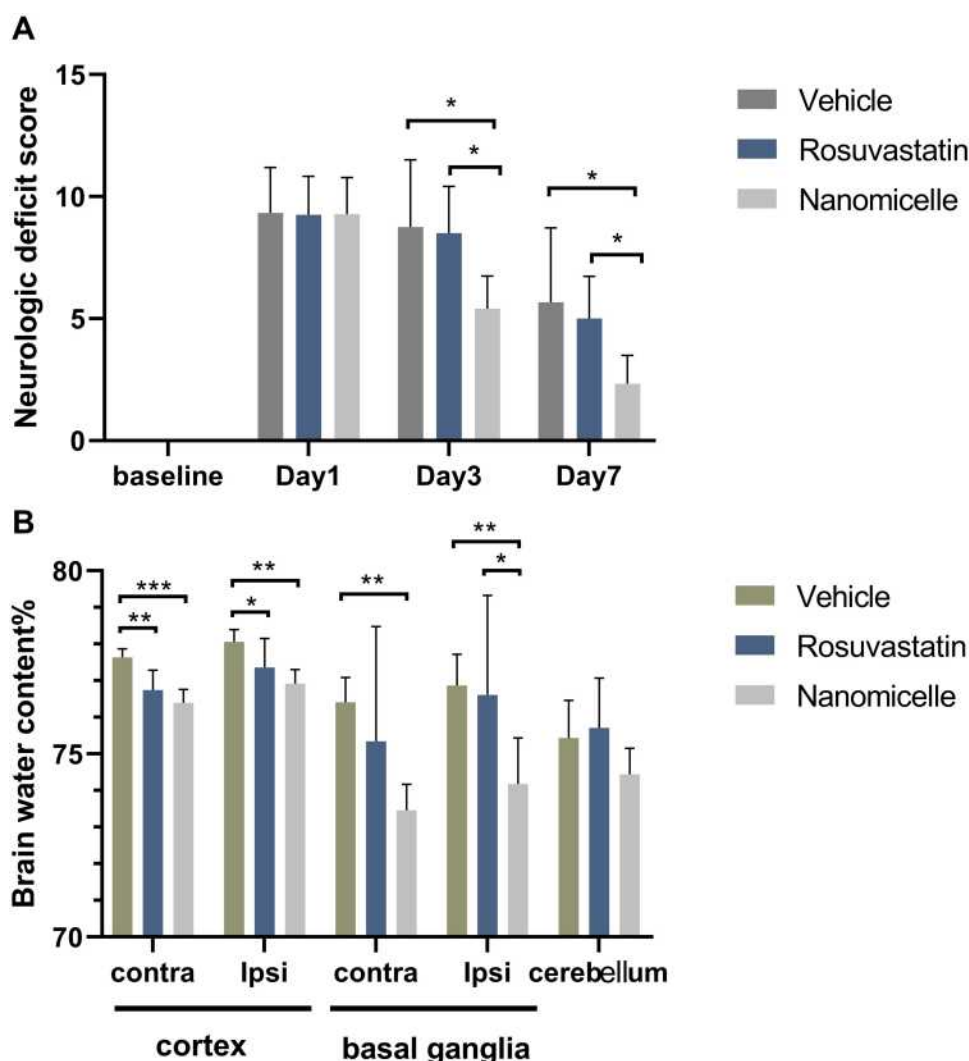 A
Neurologic deficit score
15
10
5
0
*
*
*
*
baseline
Day1
Day3
Day7
Vehicle
Rosuvastatin
Nanomicelle
B
Brain water content%
80
75
70
***
**
**
*
**
**
*
contra
Ipsi
contra
Ipsi
cerebellum
cortex
basal ganglia
Vehicle
Rosuvastatin
Nanomicelle